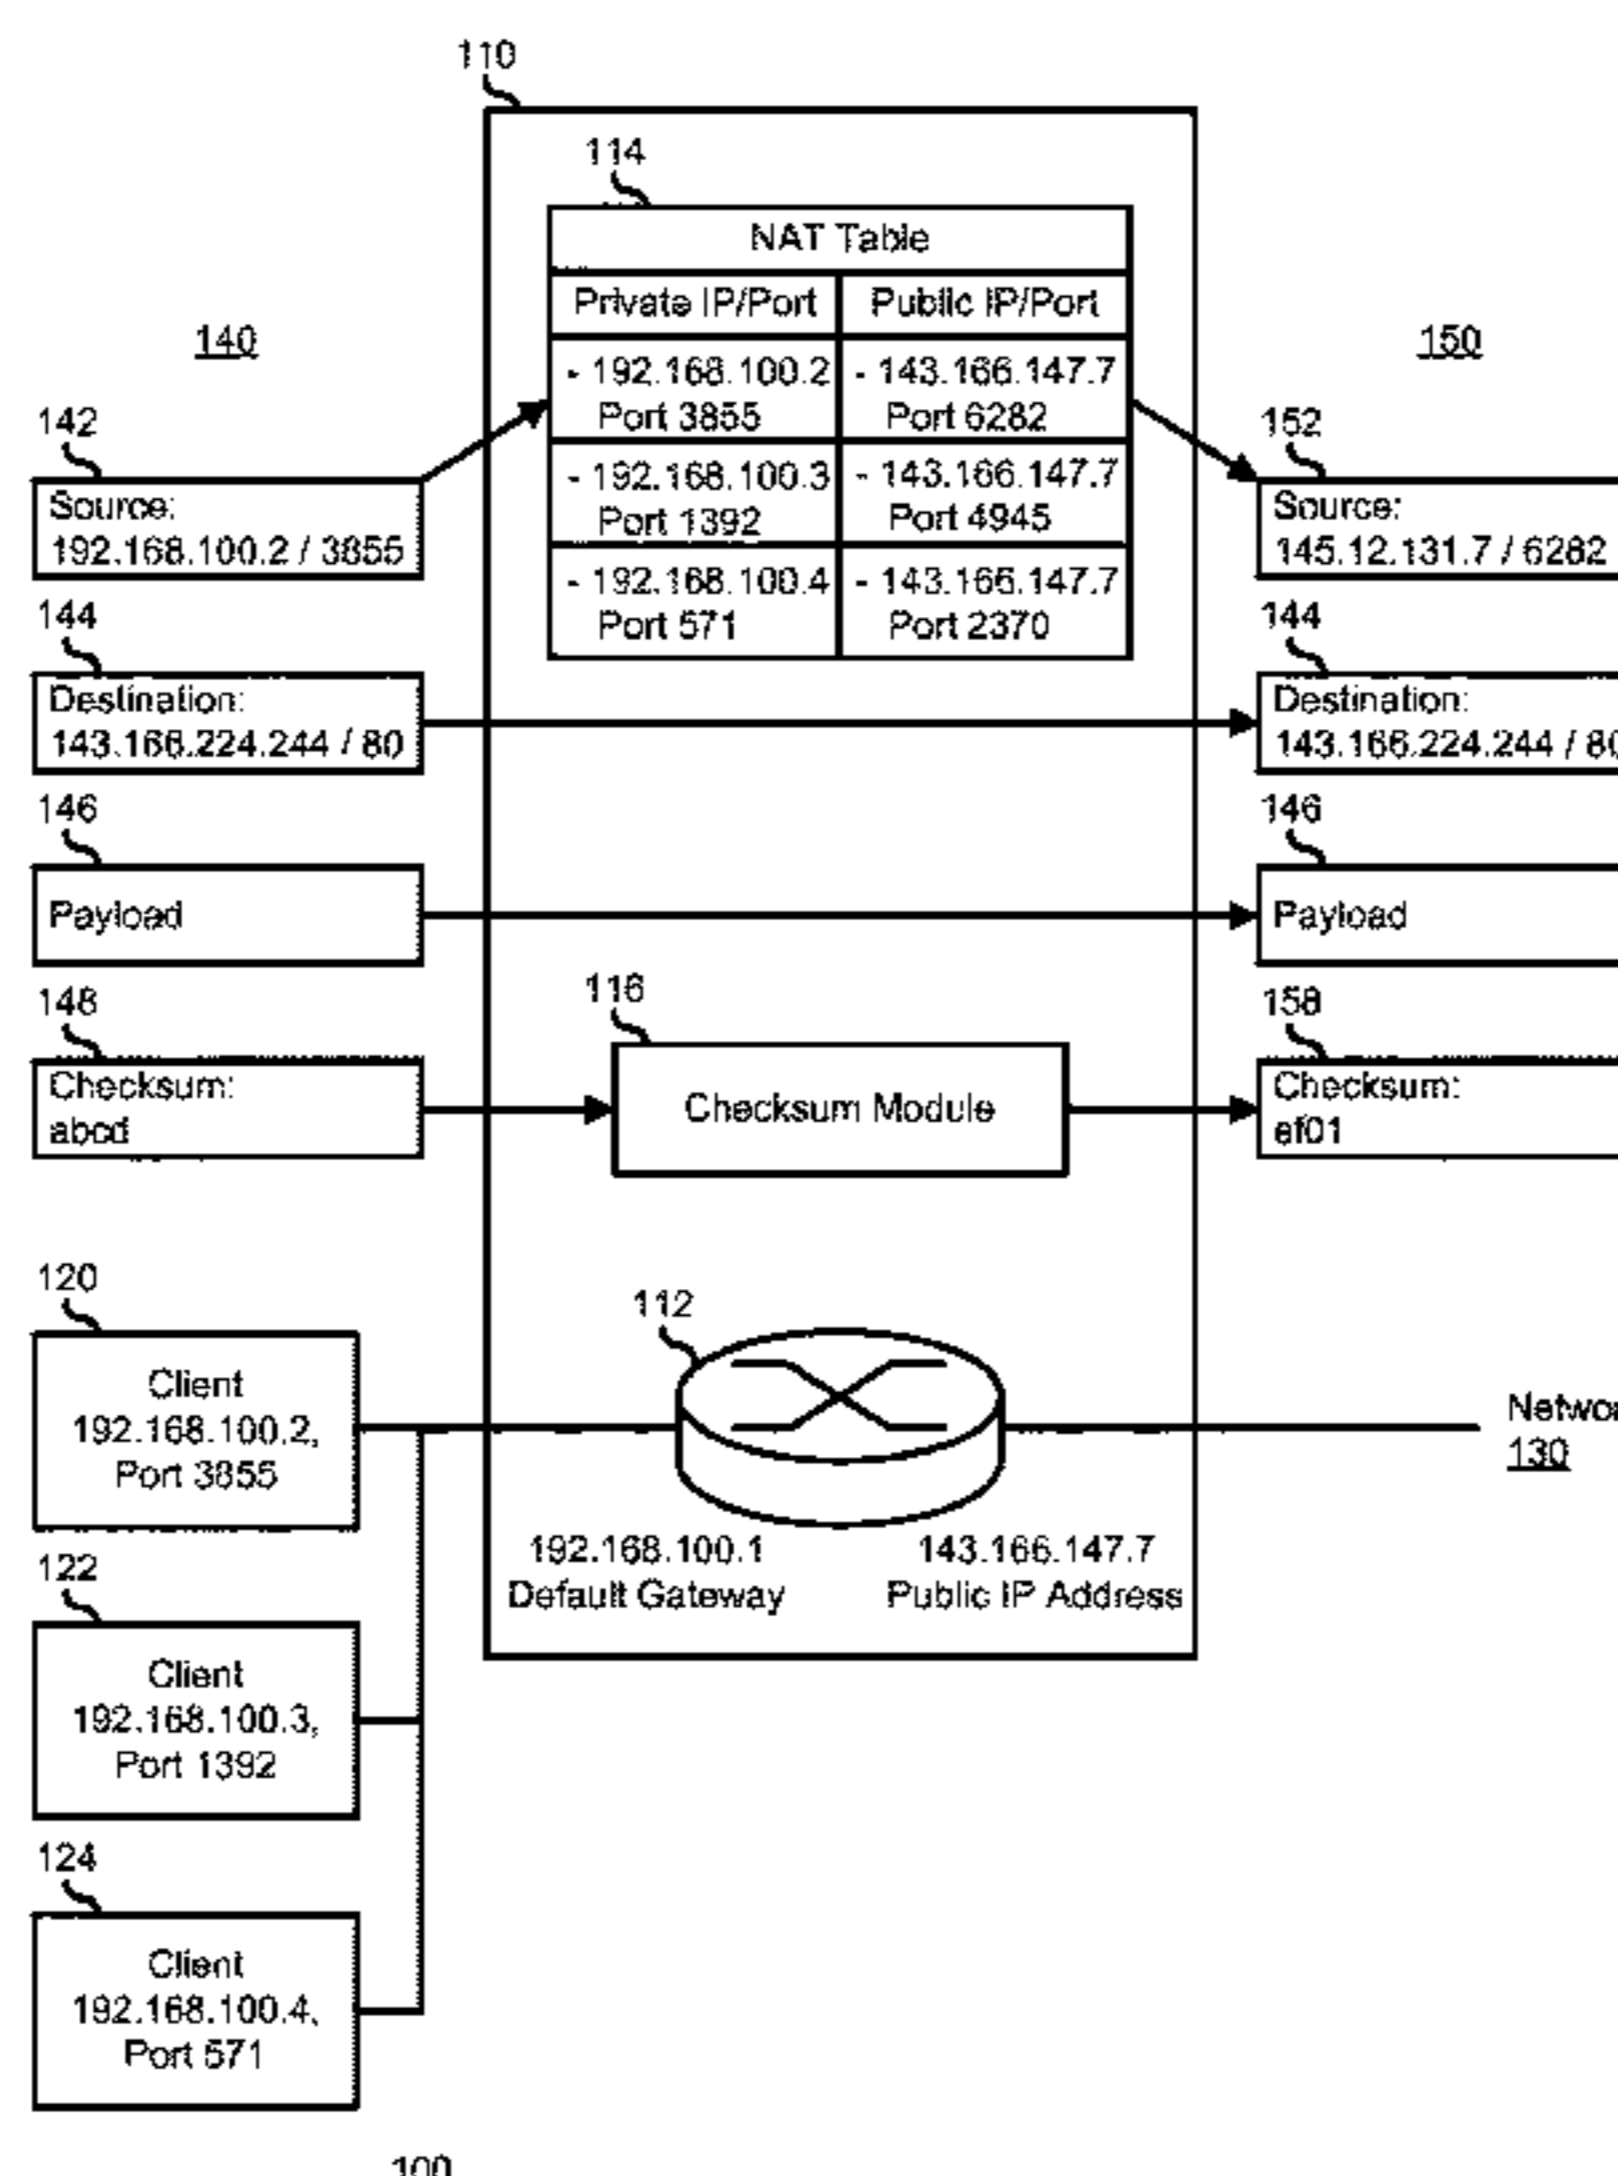 110
114
NAT Table
Private IP/Port Public IP/Port
- 192.168.100.2 - 143.166.147.7
Port 3855 Port 6282
- 192.168.100.3 - 143.166.147.7
Port 1392 Port 4945
- 192.168.100.4 - 143.166.147.7
Port 571 Port 2370
140
142
Source:
192.168.100.2 / 3855
144
Destination:
143.166.224.244 / 80
146
Payload
148
Checksum:
abcd
116
Checksum Module
150
152
Source:
145.12.131.7 / 6282
144
Destination:
143.166.224.244 / 80
146
Payload
158
Checksum:
ef01
120
Client
192.168.100.2,
Port 3855
122
Client
192.168.100.3,
Port 1392
124
Client
192.168.100.4,
Port 571
112
192.168.100.1
Default Gateway
143.166.147.7
Public IP Address
Networ
130
100